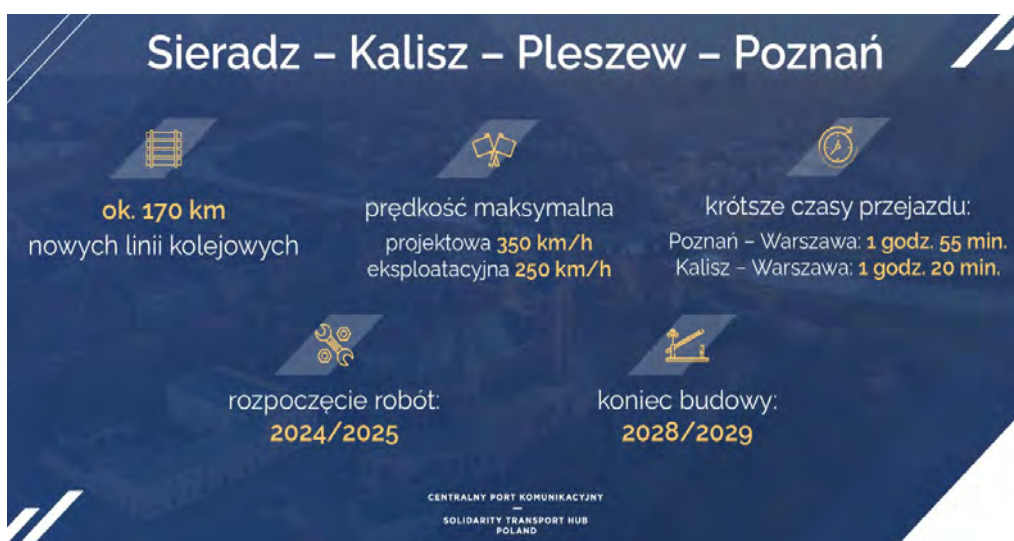 Sieradz – Kalisz – Pleszew – Poznań
ok. 170 km
nowych linii kolejowych
prędkość maksymalna
projektowa 350 km/h
eksploatacyjna 250 km/h
krótsze czasy przejazdu:
Poznań – Warszawa: 1 godz. 55 min.
Kalisz – Warszawa: 1 godz. 20 min.
rozpoczęcie robót:
2024/2025
koniec budowy:
2028/2029
CENTRALNY PORT KOMUNIKACYJNY
—
SOLIDARITY TRANSPORT HUB
POLAND